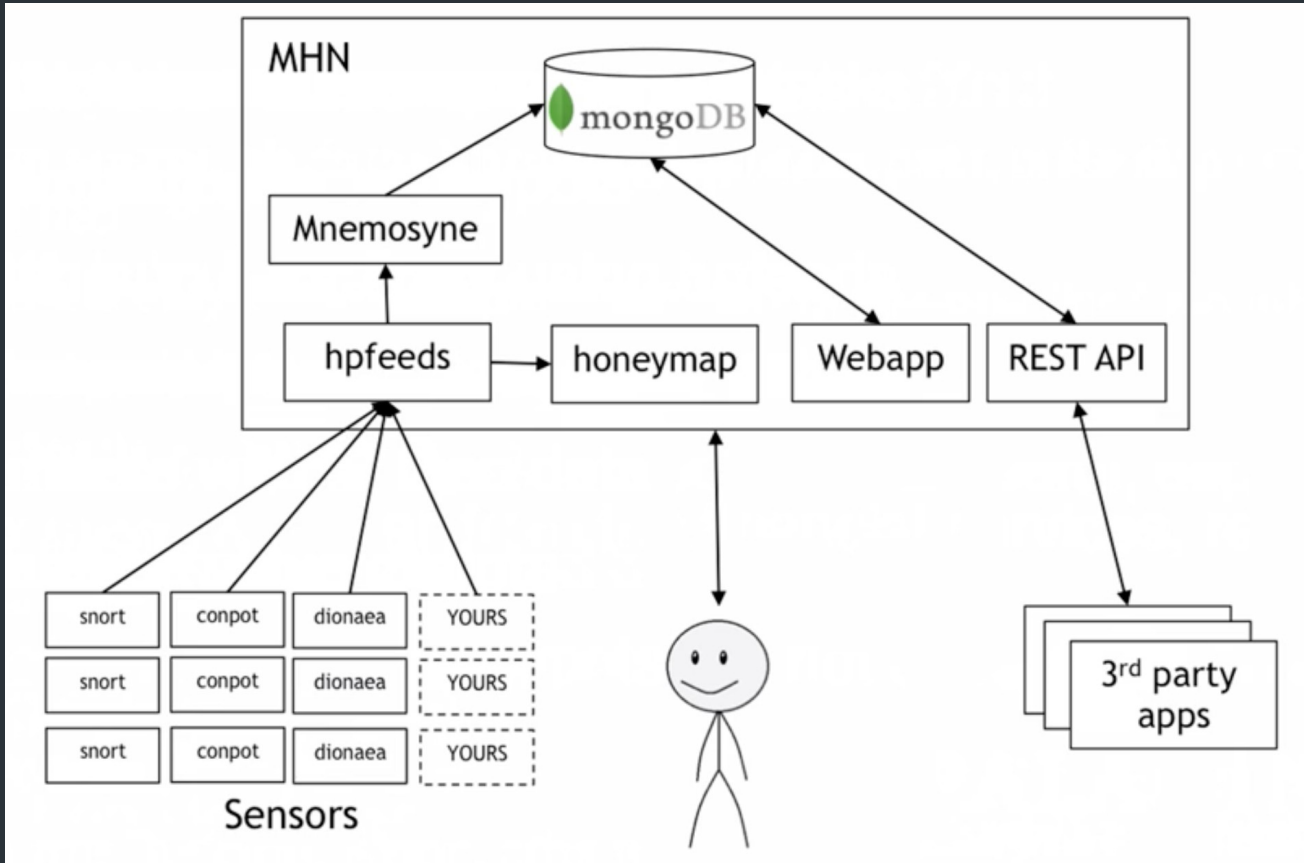 MHN
mongoDB
Mnemosyne
hpfeeds
honeymap
Webapp
REST API
snort
conpot
dionaea
YOURS
snort
conpot
dionaea
YOURS
snort
conpot
dionaea
YOURS
Sensors
3rd party
apps